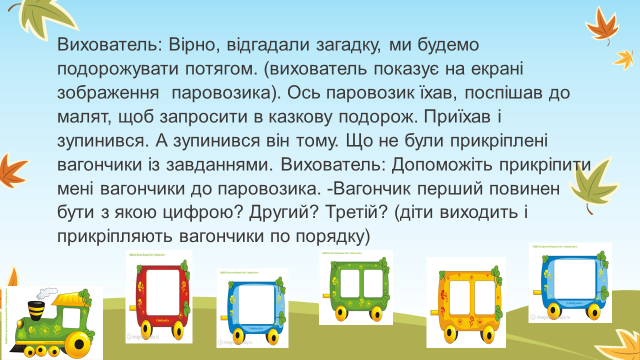 Вихователь: Вірно, відгадали загадку, ми будемо
подорожувати потягом. (вихователь показує на екрані
зображення паровозика). Ось паровозик їхав, поспішав до
малят, щоб запросити в казкову подорож. Приїхав і
зупинився. А зупинився він тому. Що не були прикріплені
вагончики із завданнями. Вихователь: Допоможіть прикріпити
мені вагончики до паровозика. -Вагончик перший повинен
бути з якою цифрою? Другий? Третій? (діти виходить і
прикріпляють вагончики по порядку)